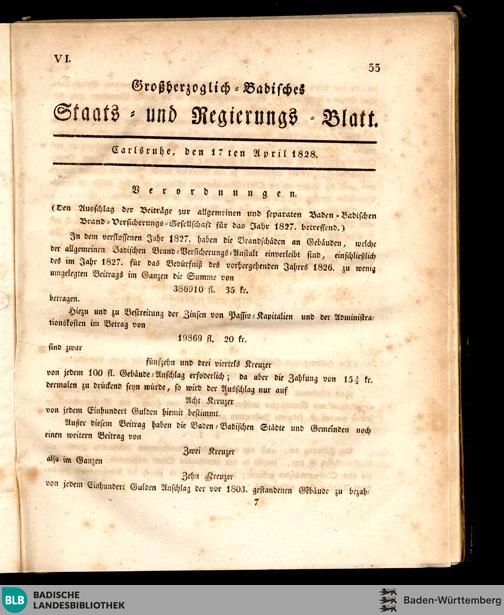 VI.
55
Großherzoglich-Badisches
Staats- und Regierungs-Blatt.
Carlsruhe, den 17ten April 1828.
Verordnungen.
(Den Ausschlag der Beiträge zur allgemeinen und separaten Baden-Badischen
Brand-Versicherungs-Gesellschaft für das Jahr 1827. betreffend.)
In dem verflossenen Jahr 1827. haben die Brandschäden an Gebäuden, welche
der allgemeinen Badischen Brand-Versicherungs-Anstalt einverleibt sind, einschließlich
des im Jahr 1827. für das Bedürfniß des vorhergehenden Jahres 1826. zu wenig
umgelegten Beitrags im Ganzen die Summe von
386910 fl. 35 kr.
betragen.
Hiezu und zu Bestreitung der Zinsen von Passiv-Kapitalien und der Administra-
tionskosten im Betrag von
19869 fl. 20 kr.
sind zwar
fünfzehn und drei viertels Kreuzer
von jedem 100 fl. Gebäude-Anschlag erfoderlich; da aber die Zahlung von 15¾ kr.
dermalen zu drückend seyn würde, so wird der Ausschlag nur auf
Acht Kreuzer
von jedem Einhundert Gulden hiemit bestimmt.
Ausser diesem Beitrag haben die Baden-Badischen Städte und Gemeinden noch
einen weitern Beitrag von
Zwei Kreuzer
also im Ganzen
Zehn Kreuzer
von jedem Einhundert Gulden Anschlag der vor 1803. gestandenen Gebäude zu bezah-
7
BLB
BADISCHE
LANDESBIBLIOTHEK
Baden-Württemberg